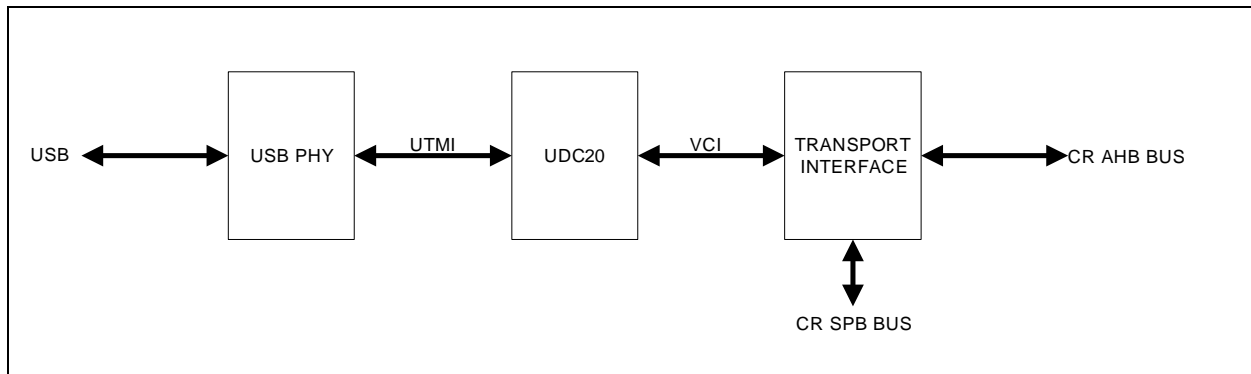 USB
USB PHY
UTMI
UDC20
VCI
TRANSPORT
INTERFACE
CR AHB BUS
CR SPB BUS